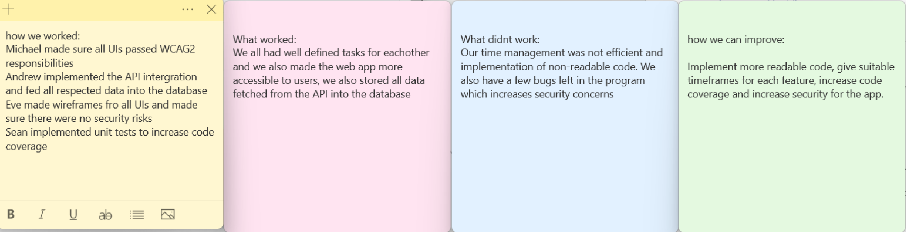 how we worked:
Michael made sure all UIs passed WCAG2
responsibilities
Andrew implemented the API intergration
and fed all respected data into the database
Eve made wireframes fro all UIs and made
sure there were no security risks
Sean implemented unit tests to increase code
coverage
B I U ab
What worked:
We all had well defined tasks for eachother
and we also made the web app more
accessible to users, we also stored all data
fetched from the API into the database
What didnt work:
Our time management was not efficient and
implementation of non-readable code. We
also have a few bugs left in the program
which increases security concerns
how we can improve:
Implement more readable code, give suitable
timeframes for each feature, increase code
coverage and increase security for the app.